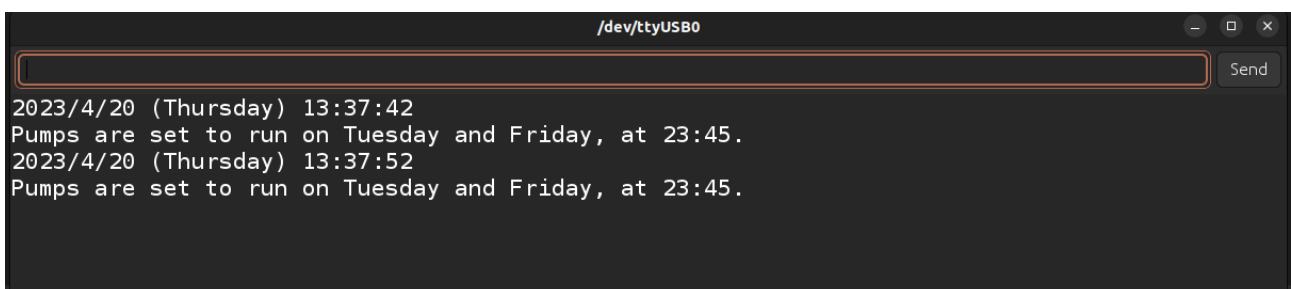 /dev/ttyUSB0
Send
2023/4/20 (Thursday) 13:37:42
Pumps are set to run on Tuesday and Friday, at 23:45.
2023/4/20 (Thursday) 13:37:52
Pumps are set to run on Tuesday and Friday, at 23:45.